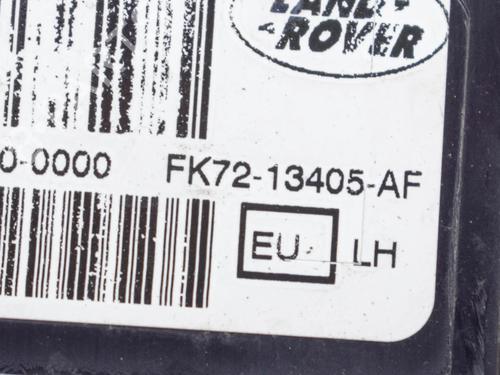 LAND
ROVER
0-0000 FK72-13405-AF
EU LH